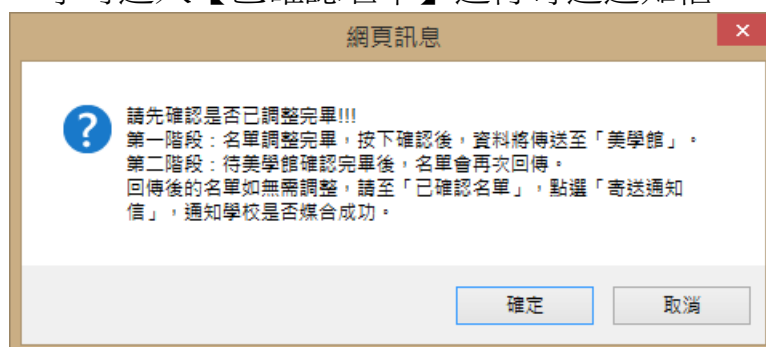 網頁訊息
請先確認是否已調整完畢!!!
第一階段：名單調整完畢，按下確認後，資料將傳送至「美學館」。
第二階段：待美學館確認完畢後，名單會再次回傳。
回傳後的名單如無需調整，請至「已確認名單」，點選「寄送通知
信」，通知學校是否媒合成功。
確定
取消